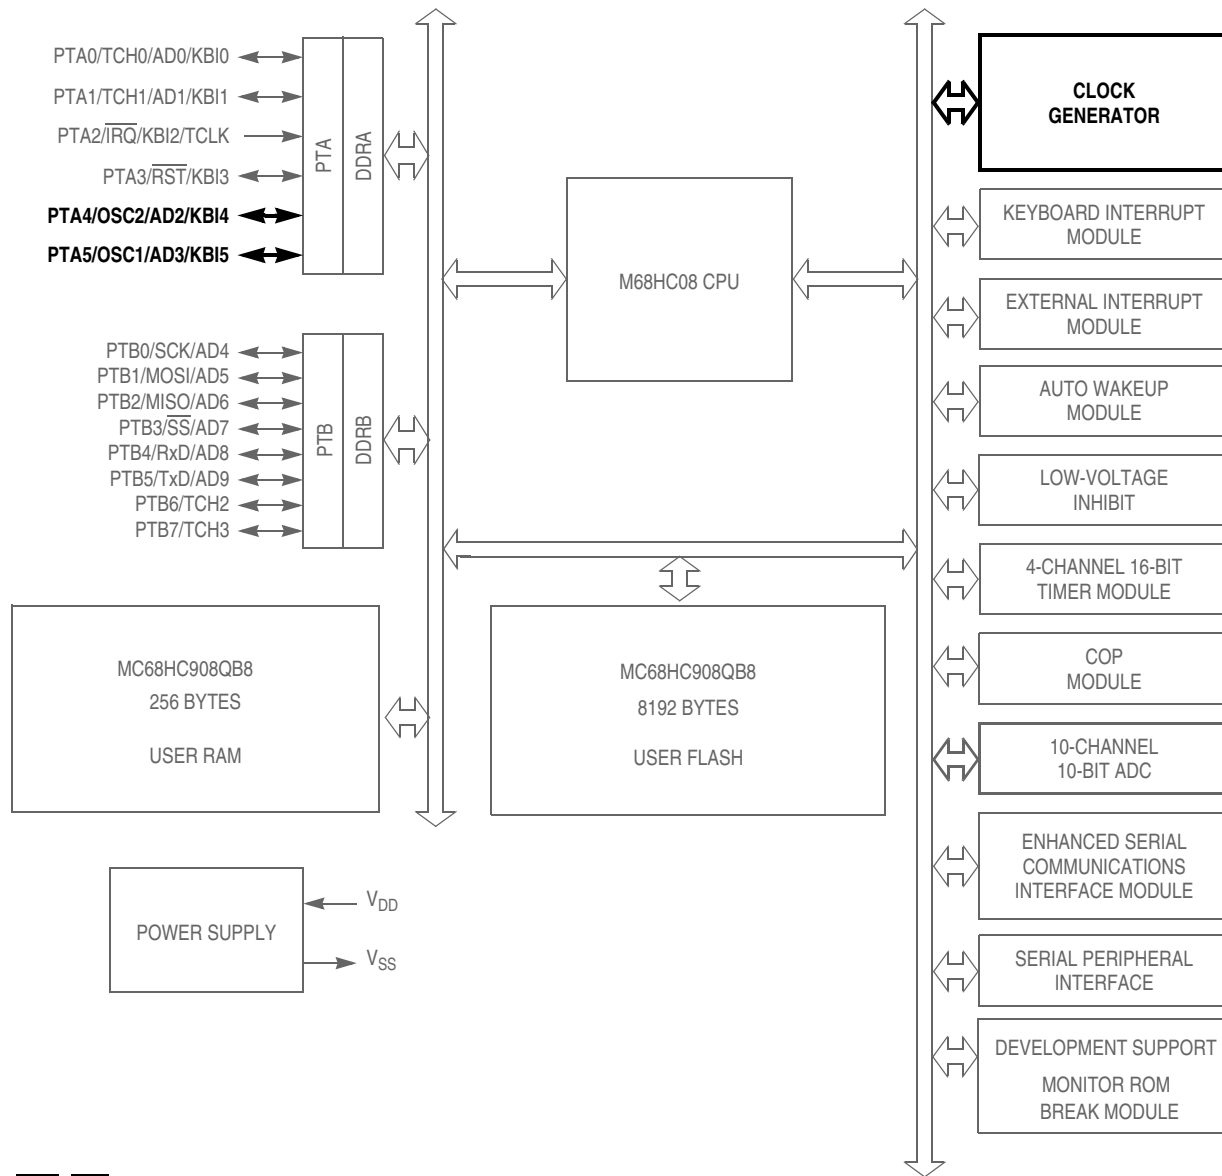 PTA0/TCH0/AD0/KBI0
PTA1/TCH1/AD1/KBI1
PTA2/IRQ/KBI2/TCLK
PTA3/RST/KBI3
PTA4/OSC2/AD2/KBI4
PTA5/OSC1/AD3/KBI5
PTA
DDRA
PTB0/SCK/AD4
PTB1/MOSI/AD5
PTB2/MISO/AD6
PTB3/SS/AD7
PTB4/RxD/AD8
PTB5/TxD/AD9
PTB6/TCH2
PTB7/TCH3
PTB
DDRB
M68HC08 CPU
MC68HC908QB8
256 BYTES
USER RAM
MC68HC908QB8
8192 BYTES
USER FLASH
POWER SUPPLY
VDD
VSS
CLOCK
GENERATOR
KEYBOARD INTERRUPT
MODULE
EXTERNAL INTERRUPT
MODULE
AUTO WAKEUP
MODULE
LOW-VOLTAGE
INHIBIT
4-CHANNEL 16-BIT
TIMER MODULE
COP
MODULE
10-CHANNEL
10-BIT ADC
ENHANCED SERIAL
COMMUNICATIONS
INTERFACE MODULE
SERIAL PERIPHERAL
INTERFACE
DEVELOPMENT SUPPORT
MONITOR ROM
BREAK MODULE